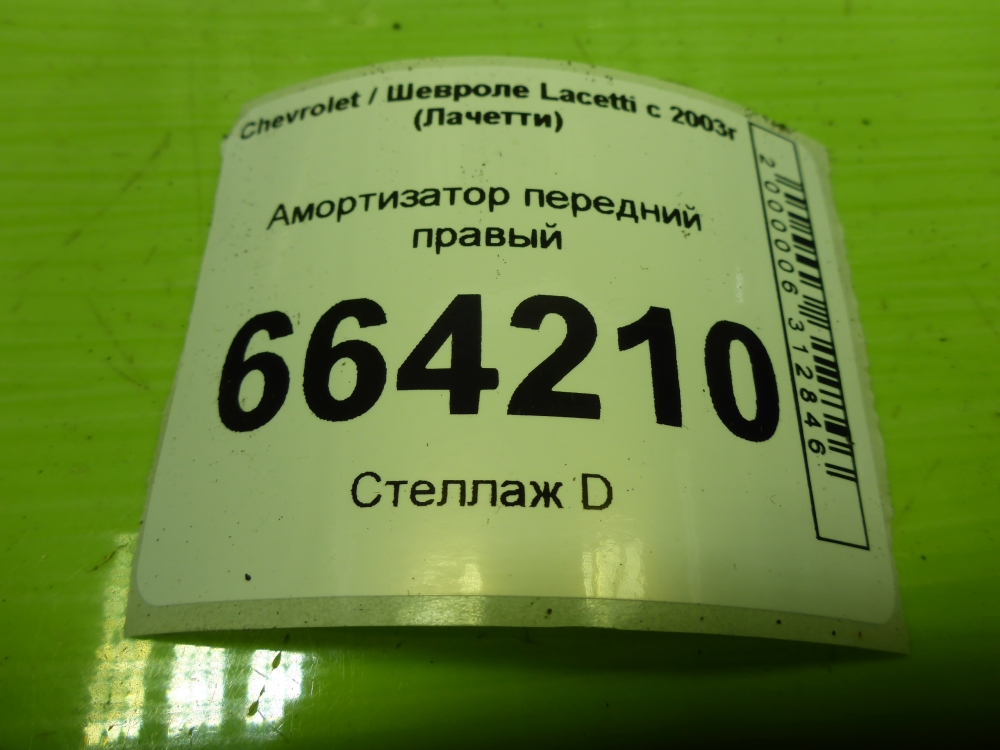 Chevrolet / Шевроле Lacetti с 2003г
(Лачетти)
Амортизатор передний
правый
664210
Стеллаж D
2000006312846